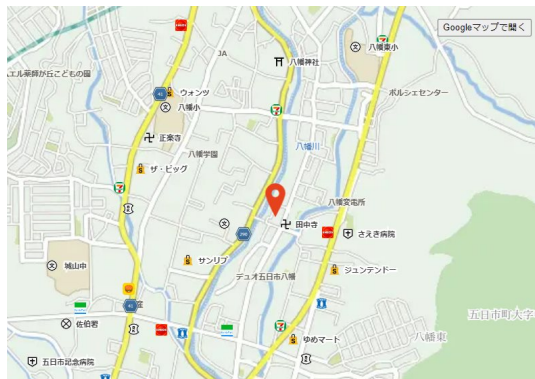 Googleマップで開く
JA
八幡東小
八幡神社
エル薬師が丘こどもの園
ウォンツ
ポルシェセンター
八幡小
正楽寺
八幡川
八幡学園
ザ・ビッグ
八幡変電所
田中寺
さえき病院
サンリブ
城山中
ジュンテンドー
デュオ五日市八幡
五日市町大字
佐伯署
ゆめマート
八幡東
五日市記念病院